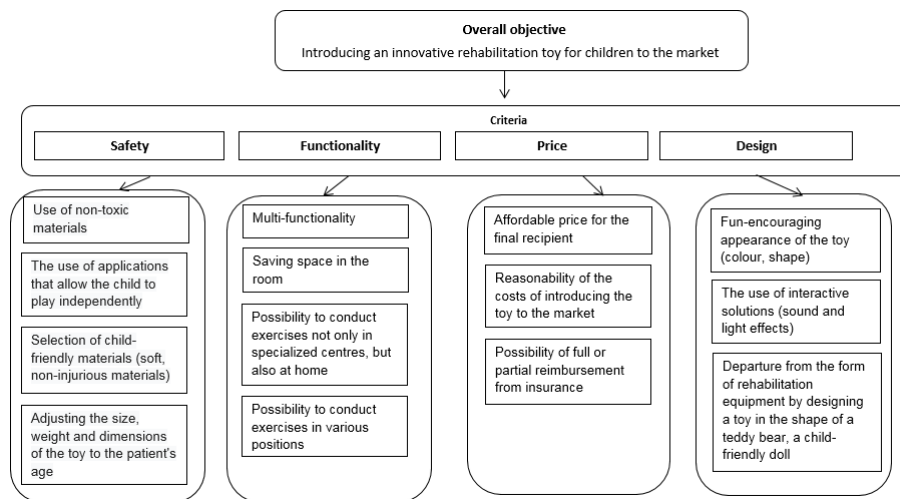 Overall objective
Introducing an innovative rehabilitation toy for children to the market
Criteria
Safety
Functionality
Price
Design
Use of non-toxic
materials
The use of applications
that allow the child to
play independently
Selection of child-
friendly materials (soft,
non-injurious materials)
Adjusting the size,
weight and dimensions
of the toy to the patient's
age
Multi-functionality
Saving space in the
room
Possibility to conduct
exercises not only in
specialized centres, but
also at home
Possibility to conduct
exercises in various
positions
Affordable price for the
final recipient
Reasonability of the
costs of introducing the
toy to the market
Possibility of full or
partial reimbursement
from insurance
Fun-encouraging
appearance of the toy
(colour, shape)
The use of interactive
solutions (sound and
light effects)
Departure from the form
of rehabilitation
equipment by designing
a toy in the shape of a
teddy bear, a child-
friendly doll